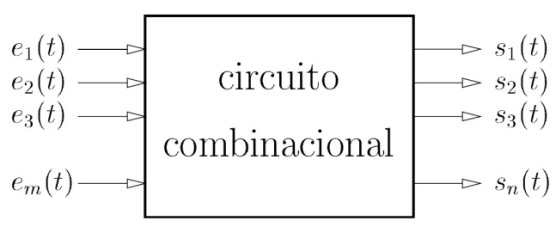 e₁(t)
e₂(t)
e₃(t)
eₘ(t)
circuito
combinacional
s₁(t)
s₂(t)
s₃(t)
sₙ(t)